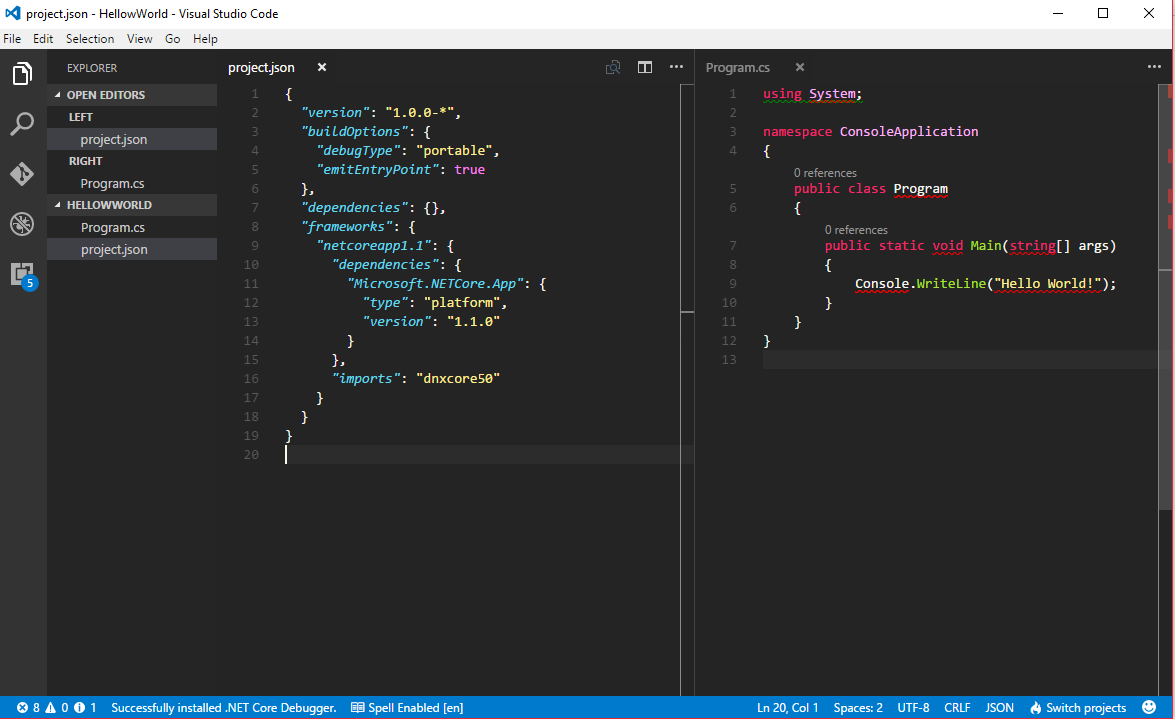 project.json - HellowWorld - Visual Studio Code
File Edit Selection View Go Help
EXPLORER
OPEN EDITORS
LEFT
project.json
RIGHT
Program.cs
HELLOWWORLD
Program.cs
project.json
5
project.json
1 {
2 "version": "1.0.0-*",
3 "buildOptions": {
4 "debugType": "portable",
5 "emitEntryPoint": true
6 },
7 "dependencies": {},
8 "frameworks": {
9 "netcoreapp1.1": {
10 "dependencies": {
11 "Microsoft.NETCore.App": {
12 "type": "platform",
13 "version": "1.1.0"
14 }
15 },
16 "imports": "dnxcore50"
17 }
18 }
19 }
20
Program.cs
1 using System;
2
3 namespace ConsoleApplication
4 {
0 references
5 public class Program
6 {
0 references
7 public static void Main(string[] args)
8 {
9 Console.WriteLine("Hello World!");
10 }
11 }
12 }
13
8 0 1 Successfully installed .NET Core Debugger. Spell Enabled [en] Ln 20, Col 1 Spaces: 2 UTF-8 CRLF JSON Switch projects